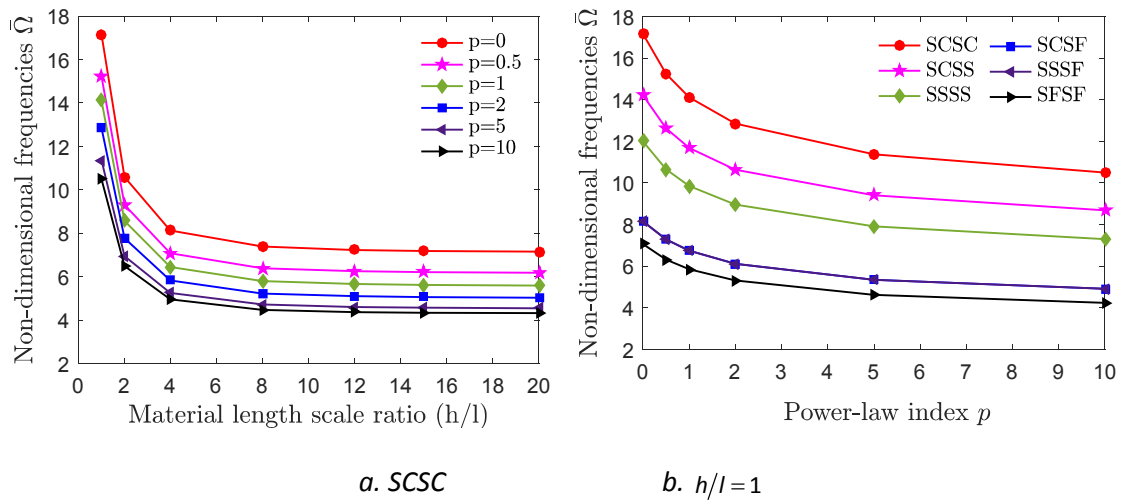 Non-dimensional frequencies Ω̄
18
16
14
12
10
8
6
4
2
p=0
p=0.5
p=1
p=2
p=5
p=10
0 2 4 6 8 10 12 14 16 18 20
Material length scale ratio (h/l)
a. SCSC
Non-dimensional frequencies Ω̄
18
16
14
12
10
8
6
4
2
SCSC SCSF
SCSS SSSF
SSSS SFSF
0 1 2 3 4 5 6 7 8 9 10
Power-law index p
b. h/l = 1